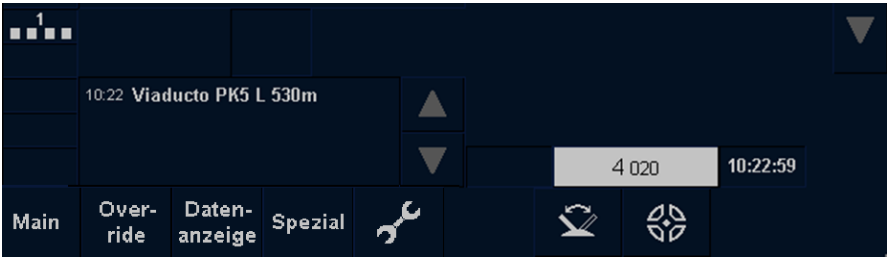 1
10:22 Viaducto PK5 L 530m
4 020
10:22:59
Main
Over-
ride
Daten-
anzeige
Spezial